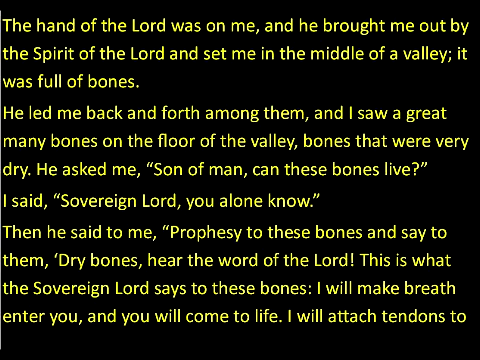 The hand of the Lord was on me, and he brought me out by
the Spirit of the Lord and set me in the middle of a valley; it
was full of bones.
He led me back and forth among them, and I saw a great
many bones on the floor of the valley, bones that were very
dry. He asked me, “Son of man, can these bones live?”
I said, “Sovereign Lord, you alone know.”
Then he said to me, “Prophesy to these bones and say to
them, ‘Dry bones, hear the word of the Lord! This is what
the Sovereign Lord says to these bones: I will make breath
enter you, and you will come to life. I will attach tendons to